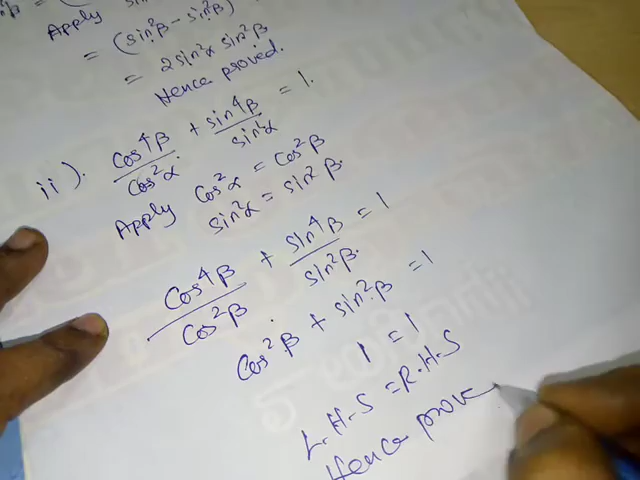 Apply
= (sin²β - sin²β)
= 2sin²α sin²β
Hence proved.
ii). cos⁴β/cos²α + sin⁴β/sin²α = 1.
Apply cos²α = cos²β
sin²α = sin²β.
cos⁴β/cos²β + sin⁴β/sin²β = 1
cos²β + sin²β = 1
1 = 1
L.H.S = R.H.S
Hence prove